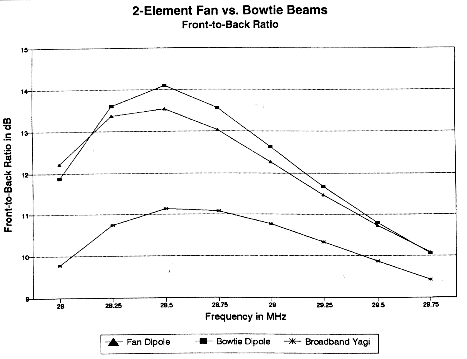 2-Element Fan vs. Bowtie Beams
Front-to-Back Ratio
Front-to-Back Ratio in dB
15
14
13
12
11
10
9
28 28.25 28.5 28.75 29 29.25 29.5 29.75
Frequency in MHz
Fan Dipole Bowtie Dipole Broadband Yagi